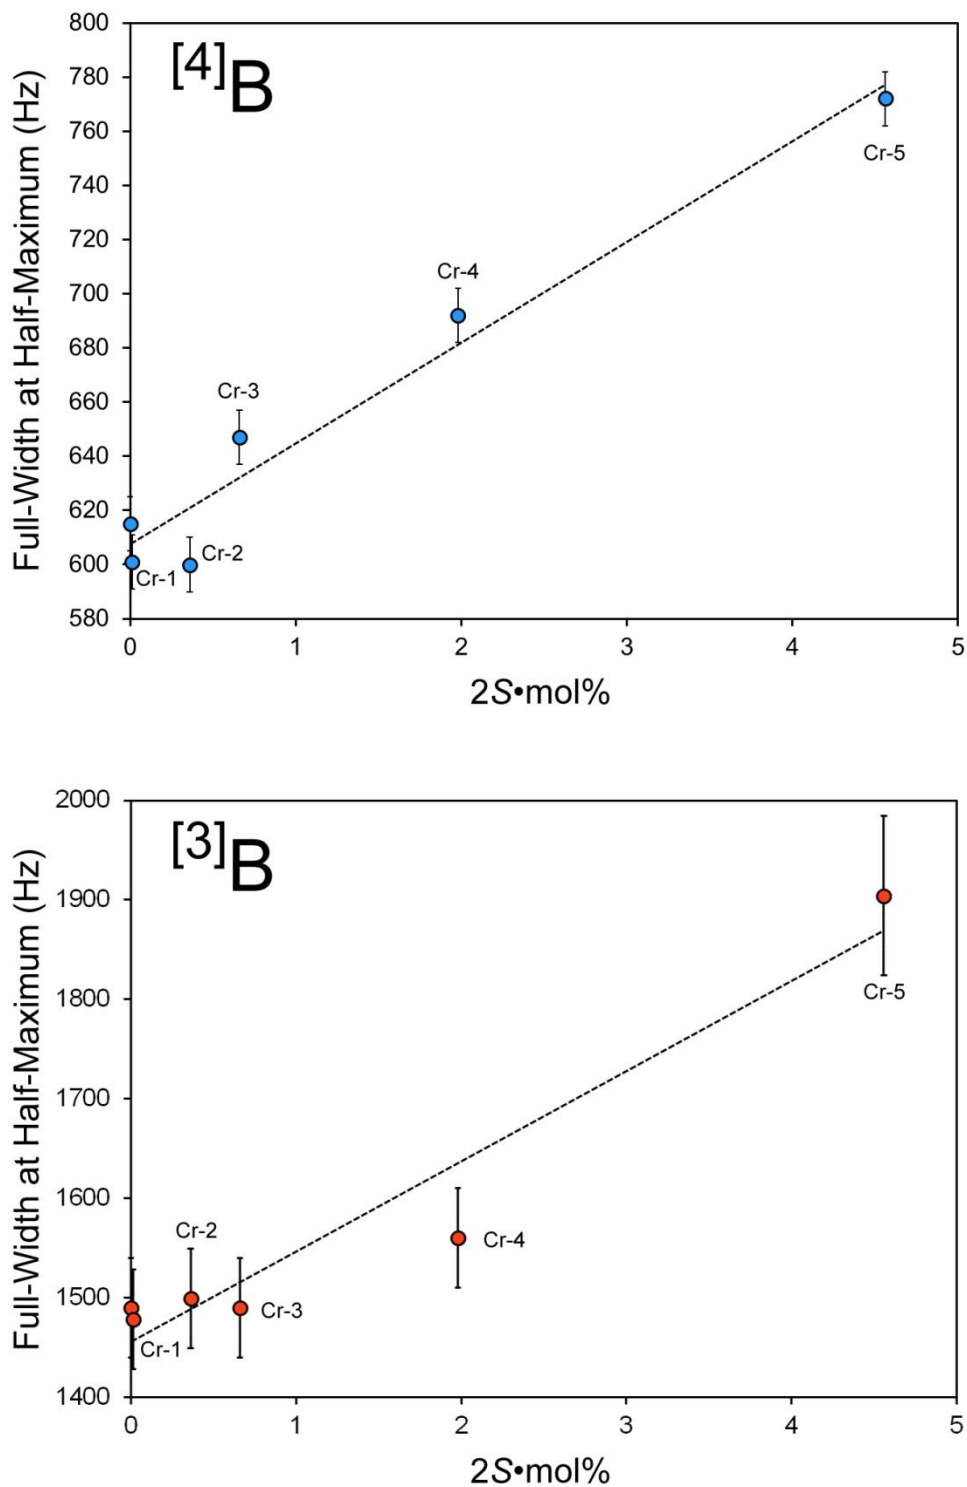 [4]B
Full-Width at Half-Maximum (Hz)
800
780
760
740
720
700
680
660
640
620
600
580
Cr-5
Cr-4
Cr-3
Cr-2
Cr-1
0 1 2 3 4 5
2S•mol%
[3]B
Full-Width at Half-Maximum (Hz)
2000
1900
1800
1700
1600
1500
1400
Cr-5
Cr-2
Cr-4
Cr-3
Cr-1
0 1 2 3 4 5
2S•mol%